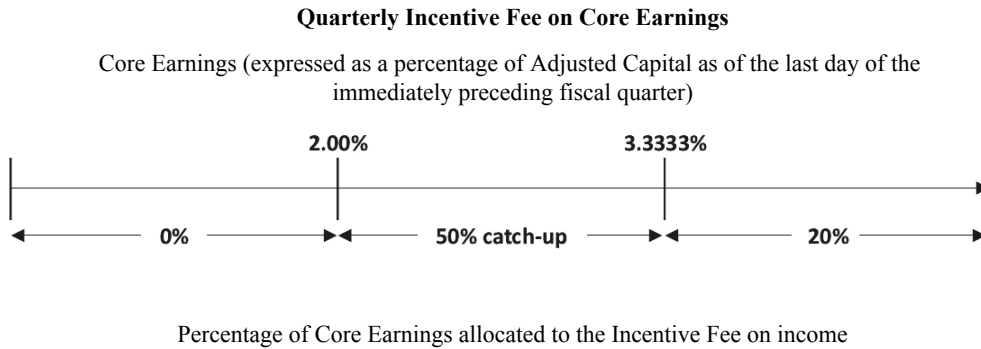 Quarterly Incentive Fee on Core Earnings
Core Earnings (expressed as a percentage of Adjusted Capital as of the last day of the
immediately preceding fiscal quarter)
2.00%
3.3333%
0%
50% catch-up
20%
Percentage of Core Earnings allocated to the Incentive Fee on income